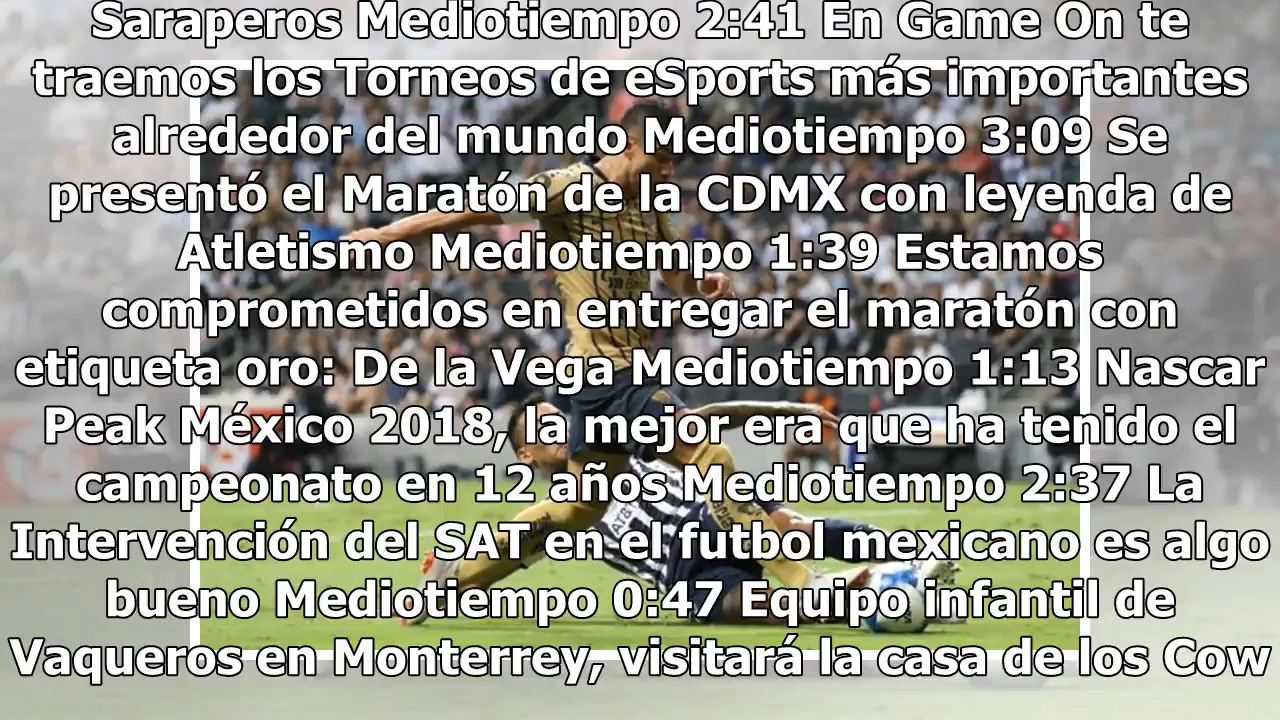 Saraperos Mediotiempo 2:41 En Game On te
traemos los Torneos de eSports más importantes
alrededor del mundo Mediotiempo 3:09 Se
presentó el Maratón de la CDMX con leyenda de
Atletismo Mediotiempo 1:39 Estamos
comprometidos en entregar el maratón con
etiqueta oro: De la Vega Mediotiempo 1:13 Nascar
Peak México 2018, la mejor era que ha tenido el
campeonato en 12 años Mediotiempo 2:37 La
Intervención del SAT en el futbol mexicano es algo
bueno Mediotiempo 0:47 Equipo infantil de
Vaqueros en Monterrey, visitará la casa de los Cow
AT&T